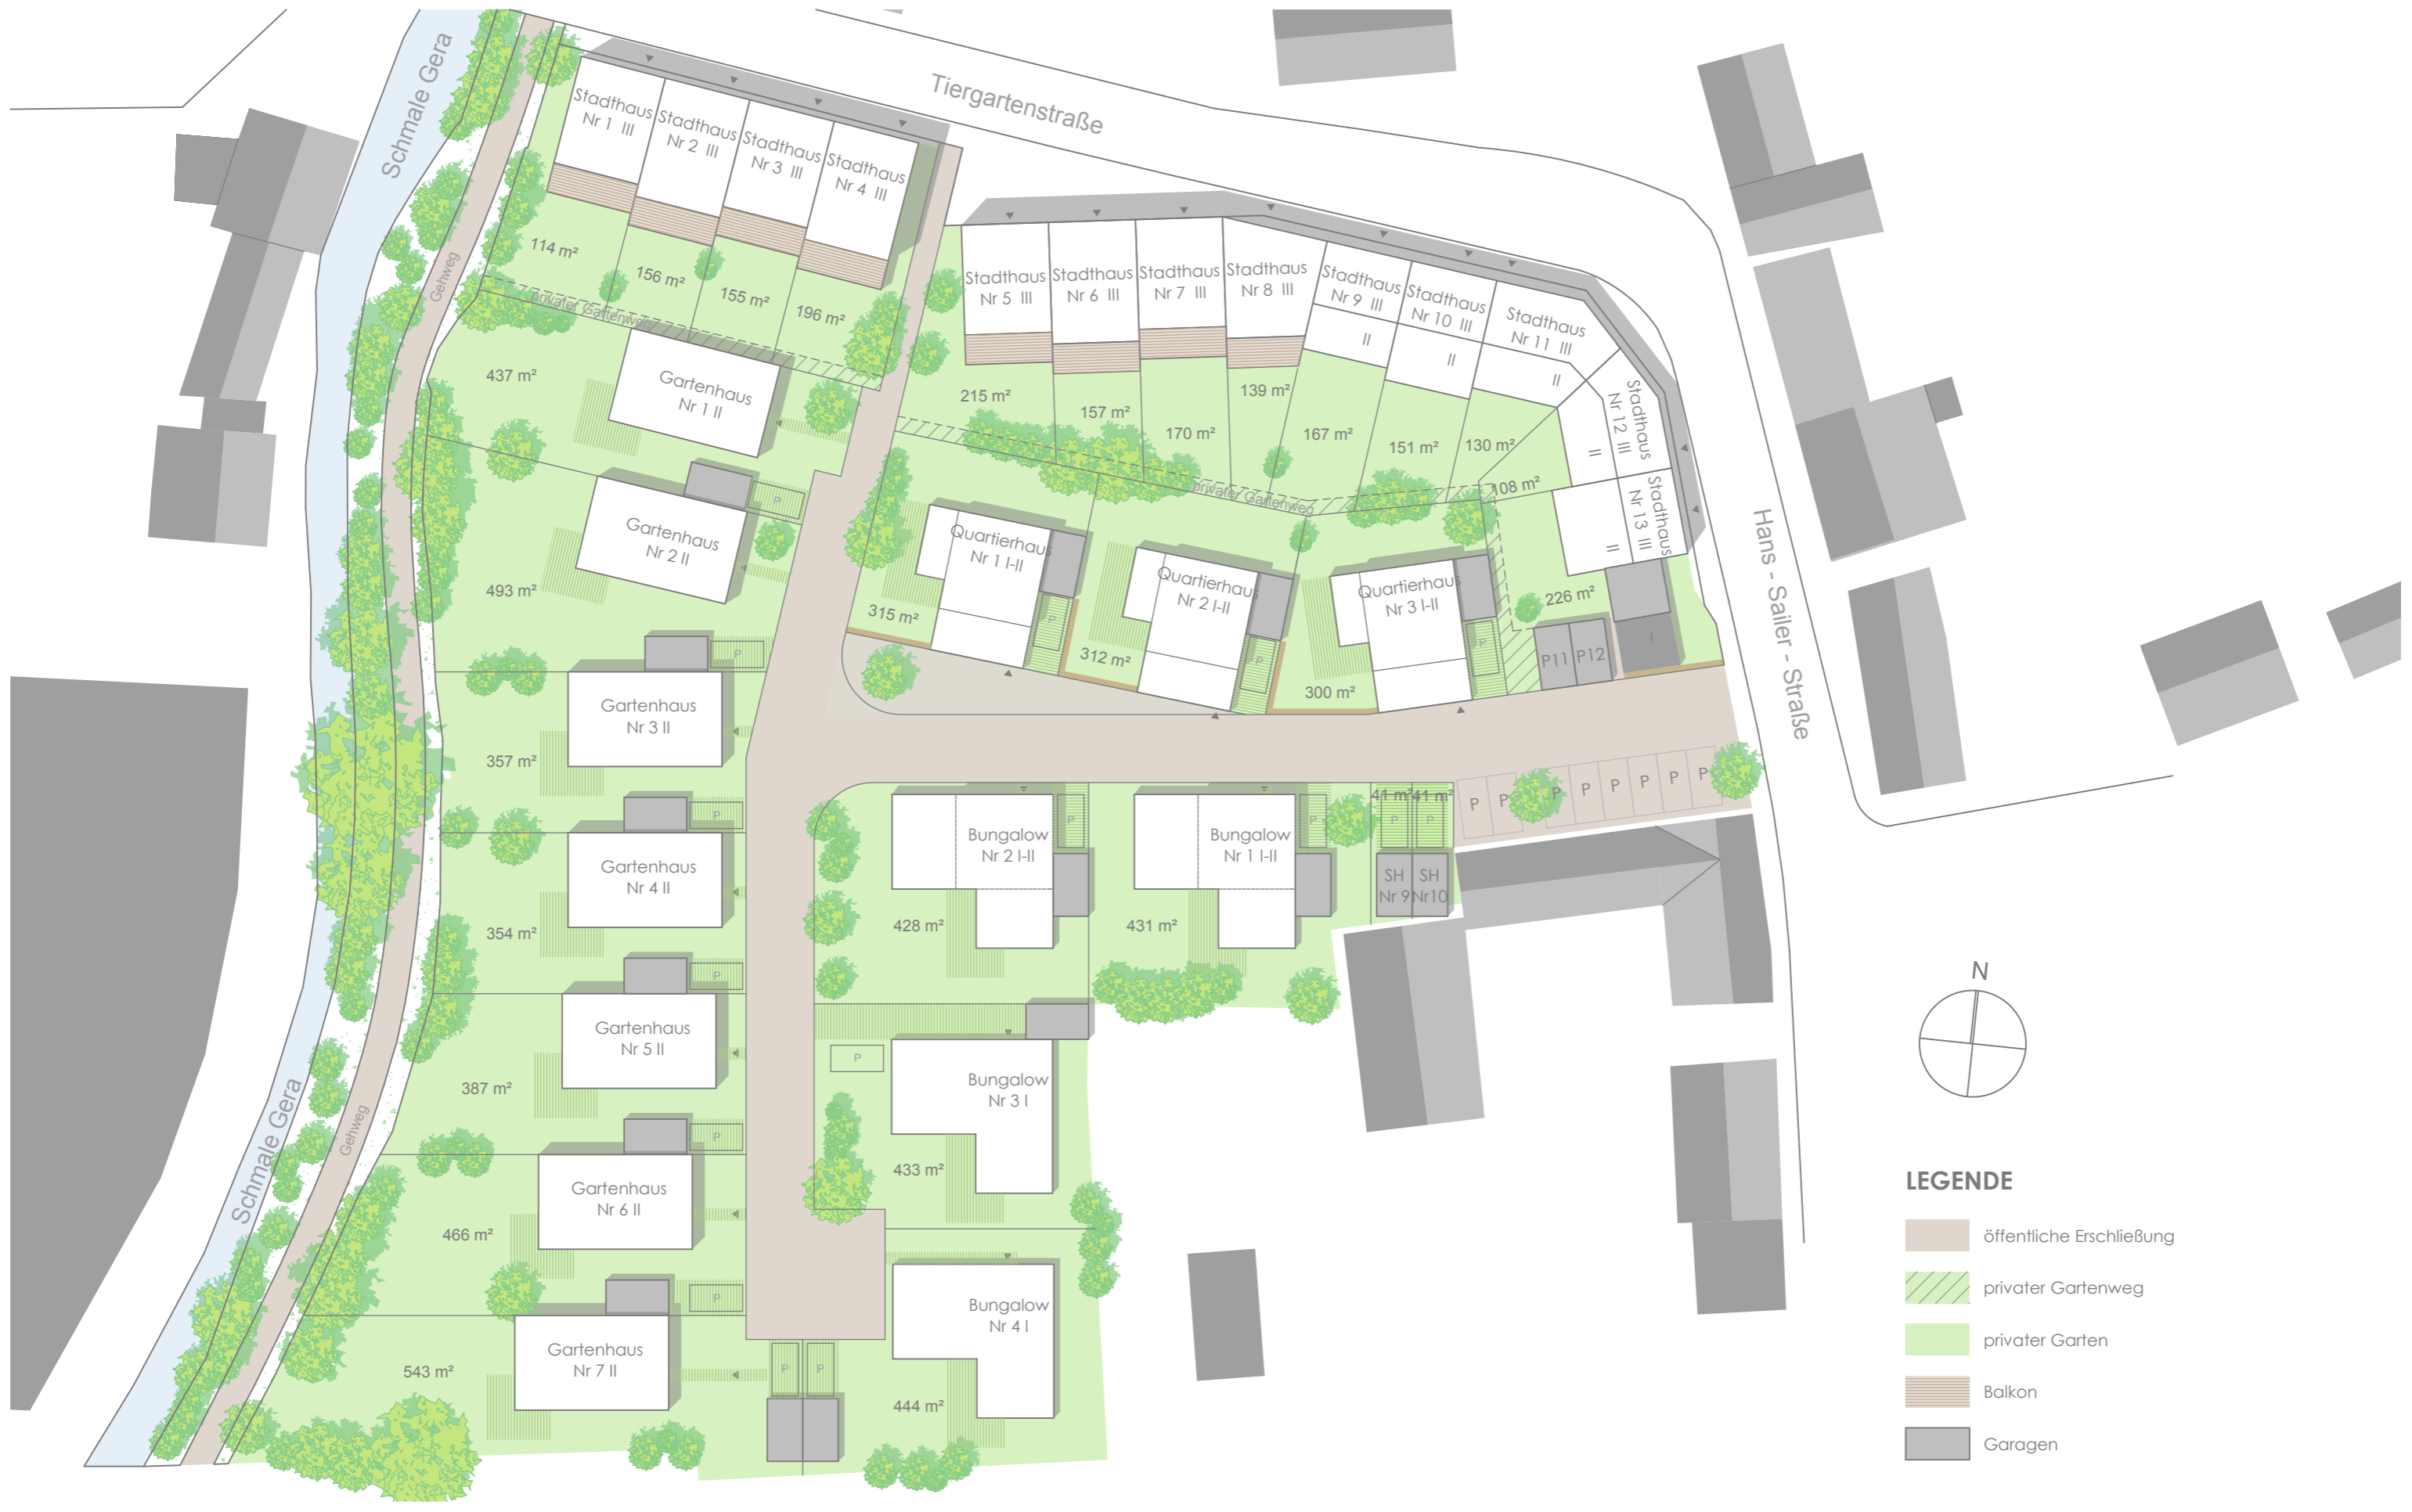 Schmale Gera
Gehweg
Tiergartenstraße
Stadthaus
Nr 1 III
Stadthaus
Nr 2 III
Stadthaus
Nr 3 III
Stadthaus
Nr 4 III
114 m²
156 m²
155 m²
196 m²
privater Gartenweg
Stadthaus
Nr 5 III
Stadthaus
Nr 6 III
Stadthaus
Nr 7 III
Stadthaus
Nr 8 III
Stadthaus
Nr 9 III
II
Stadthaus
Nr 10 III
II
Stadthaus
Nr 11 III
II
Stadthaus
Nr 12 III
II
Stadthaus
Nr 13 III
II
215 m²
157 m²
170 m²
139 m²
167 m²
151 m²
130 m²
108 m²
226 m²
privater Gartenweg
437 m²
Gartenhaus
Nr 1 II
Gartenhaus
Nr 2 II
P
493 m²
Quartierhaus
Nr 1 I-II
P
315 m²
Quartierhaus
Nr 2 I-II
P
312 m²
Quartierhaus
Nr 3 I-II
P
300 m²
P11
P12
I
Hans - Sailer - Straße
Gartenhaus
Nr 3 II
P
357 m²
Gartenhaus
Nr 4 II
P
354 m²
Gartenhaus
Nr 5 II
P
387 m²
Gartenhaus
Nr 6 II
P
466 m²
Gartenhaus
Nr 7 II
P
543 m²
Bungalow
Nr 2 I-II
P
428 m²
Bungalow
Nr 1 I-II
P
431 m²
41 m²
41 m²
P
P
SH
Nr 9
SH
Nr10
P
P
P
P
P
P
P
P
Bungalow
Nr 3 I
P
433 m²
Bungalow
Nr 4 I
444 m²
P
P
Schmale Gera
Gehweg
N
LEGENDE
öffentliche Erschließung
privater Gartenweg
privater Garten
Balkon
Garagen